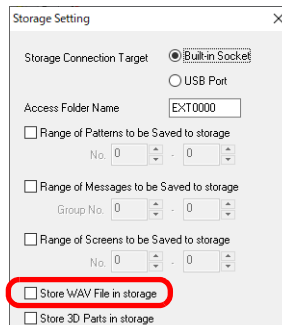 Storage Setting
Storage Connection Target
Built-in Socket
USB Port
Access Folder Name EXT0000
Range of Patterns to be Saved to storage
No. 0 - 0
Range of Messages to be Saved to storage
Group No. 0 - 0
Range of Screens to be Saved to storage
No. 0 - 0
Store WAV File in storage
Store 3D Parts in storage